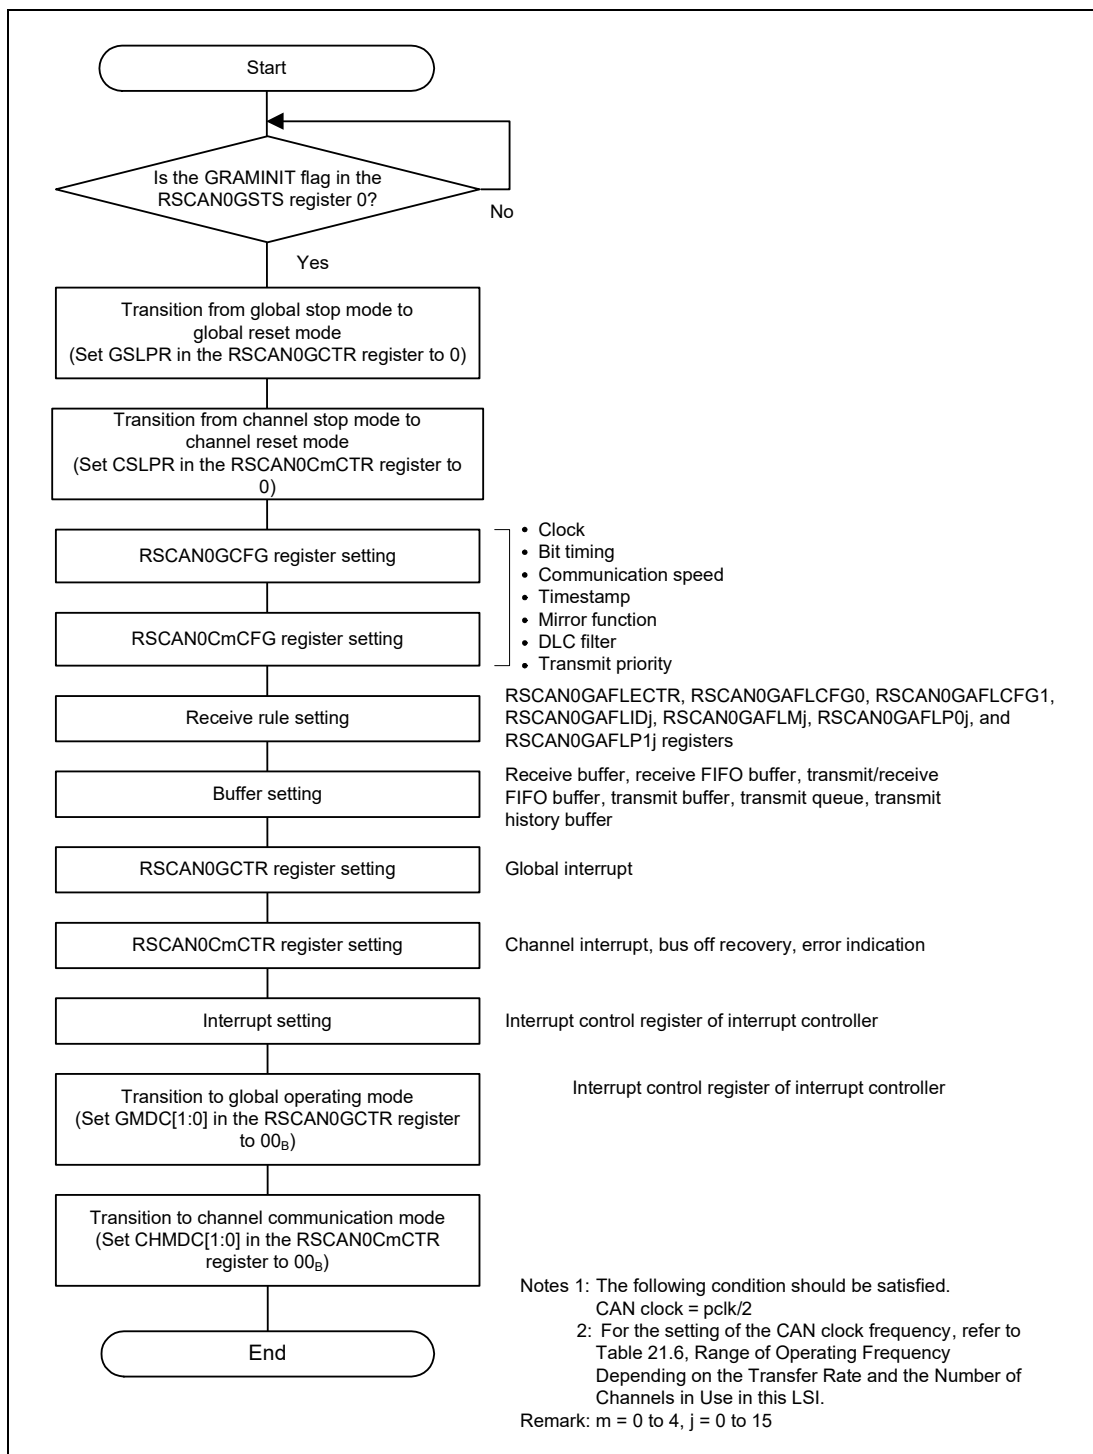 Start
Is the GRAMINIT flag in the
RSCAN0GSTS register 0?
No
Yes
Transition from global stop mode to
global reset mode
(Set GSLPR in the RSCAN0GCTR register to 0)
Transition from channel stop mode to
channel reset mode
(Set CSLPR in the RSCAN0CmCTR register to
0)
RSCAN0GCFG register setting
RSCAN0CmCFG register setting
• Clock
• Bit timing
• Communication speed
• Timestamp
• Mirror function
• DLC filter
• Transmit priority
Receive rule setting
RSCAN0GAFLECTR, RSCAN0GAFLCFG0, RSCAN0GAFLCFG1,
RSCAN0GAFLIDj, RSCAN0GAFLMj, RSCAN0GAFLP0j, and
RSCAN0GAFLP1j registers
Buffer setting
Receive buffer, receive FIFO buffer, transmit/receive
FIFO buffer, transmit buffer, transmit queue, transmit
history buffer
RSCAN0GCTR register setting
Global interrupt
RSCAN0CmCTR register setting
Channel interrupt, bus off recovery, error indication
Interrupt setting
Interrupt control register of interrupt controller
Transition to global operating mode
(Set GMDC[1:0] in the RSCAN0GCTR register
to 00B)
Interrupt control register of interrupt controller
Transition to channel communication mode
(Set CHMDC[1:0] in the RSCAN0CmCTR
register to 00B)
End
Notes 1: The following condition should be satisfied.
CAN clock = pclk/2
2: For the setting of the CAN clock frequency, refer to
Table 21.6, Range of Operating Frequency
Depending on the Transfer Rate and the Number of
Channels in Use in this LSI.
Remark: m = 0 to 4, j = 0 to 15